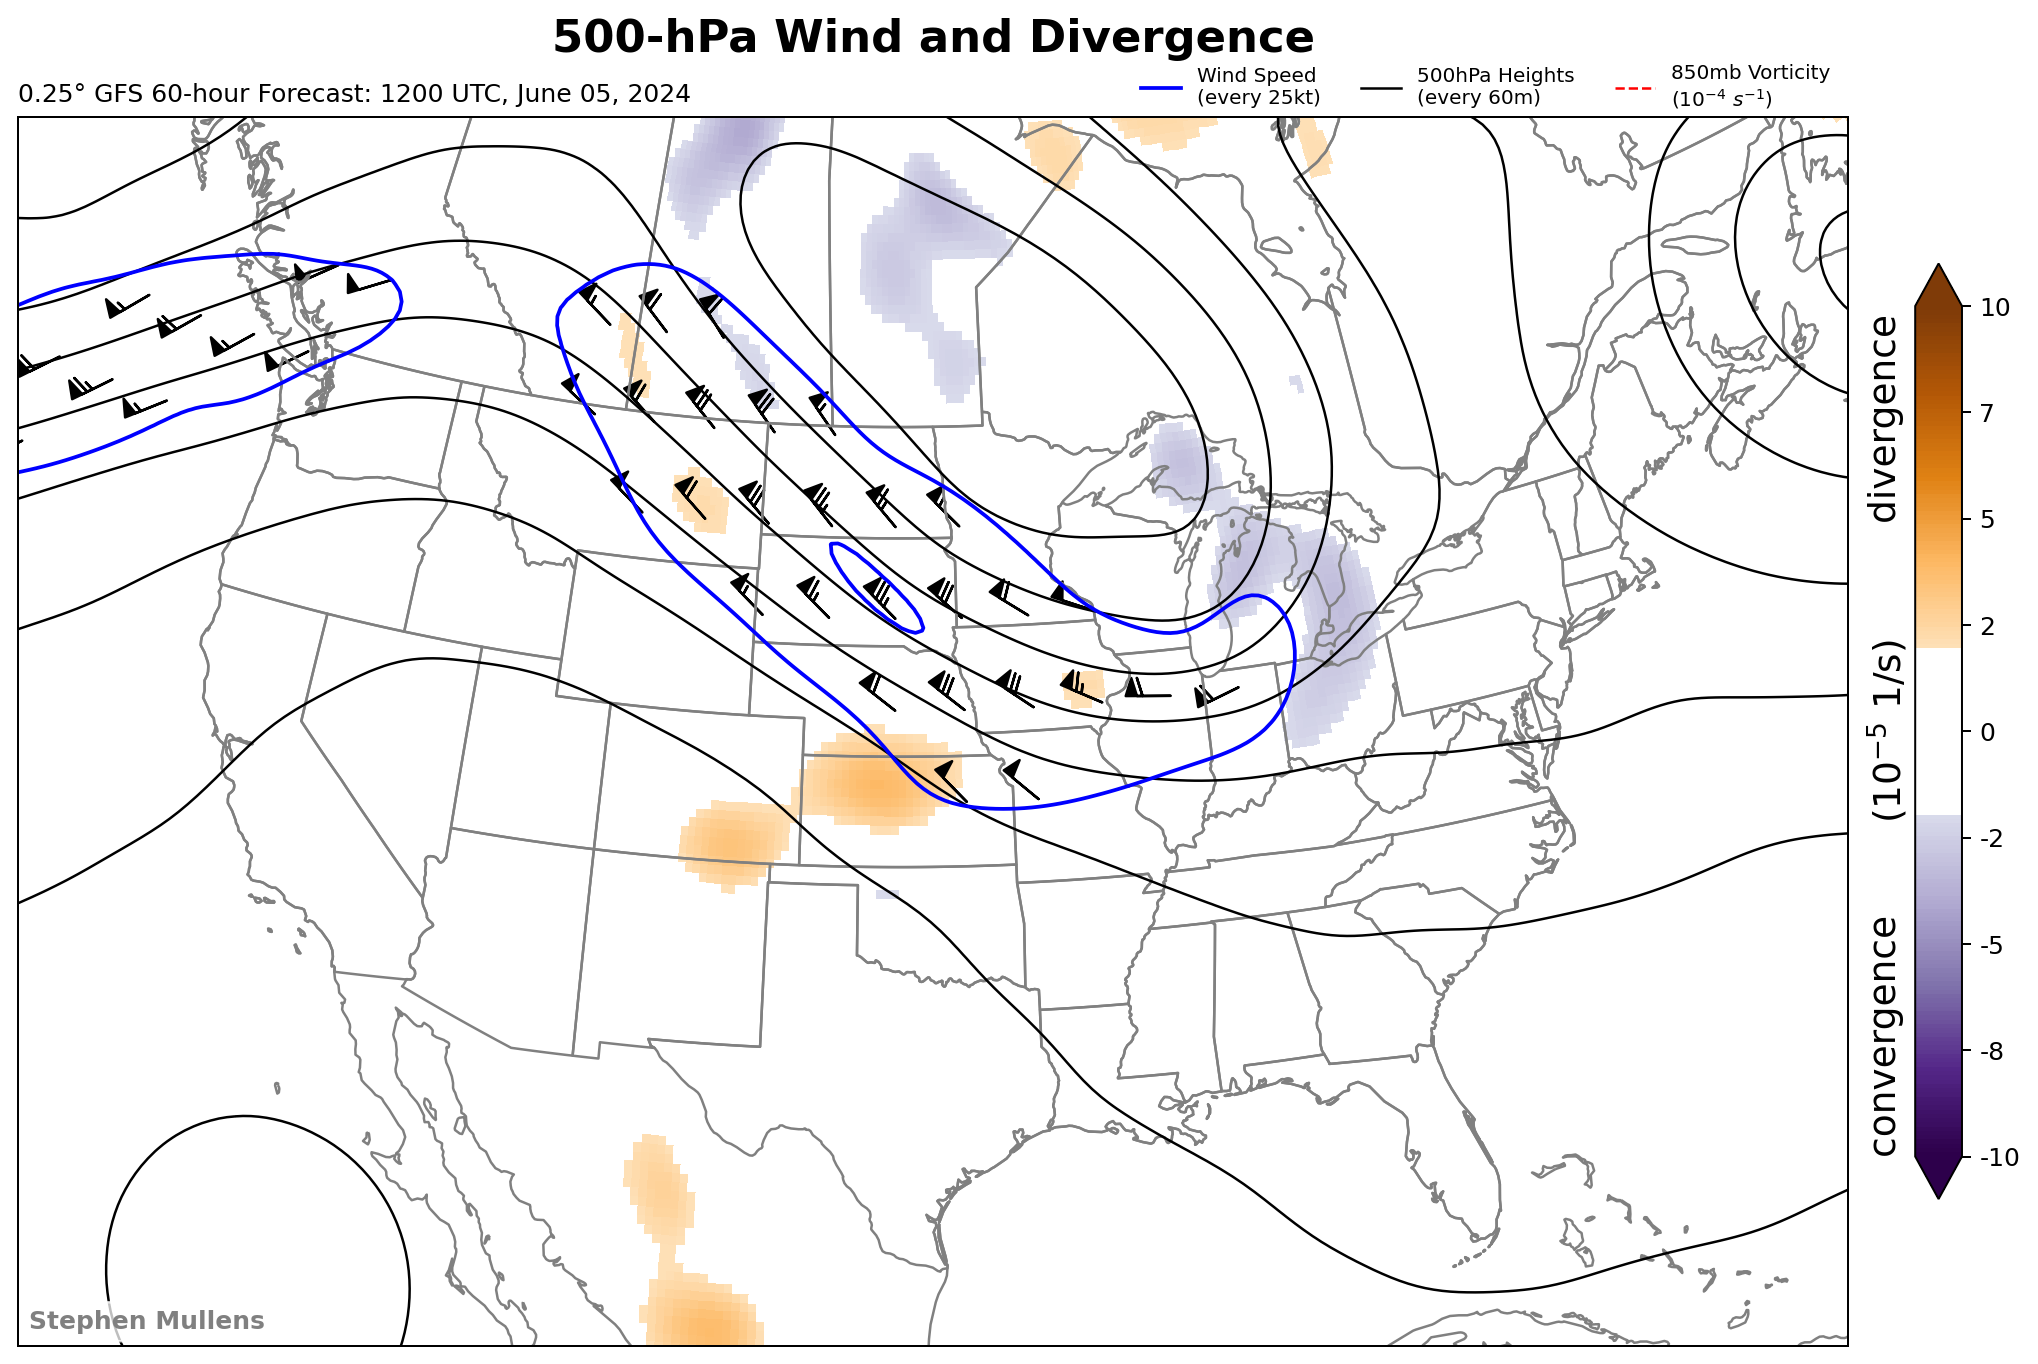 500-hPa Wind and Divergence
0.25° GFS 60-hour Forecast: 1200 UTC, June 05, 2024
Wind Speed
(every 25kt)
500hPa Heights
(every 60m)
850mb Vorticity
(10⁻⁴ s⁻¹)
10
7
5
2
0
-2
-5
-8
-10
convergence (10⁻⁵ 1/s) divergence
Stephen Mullens